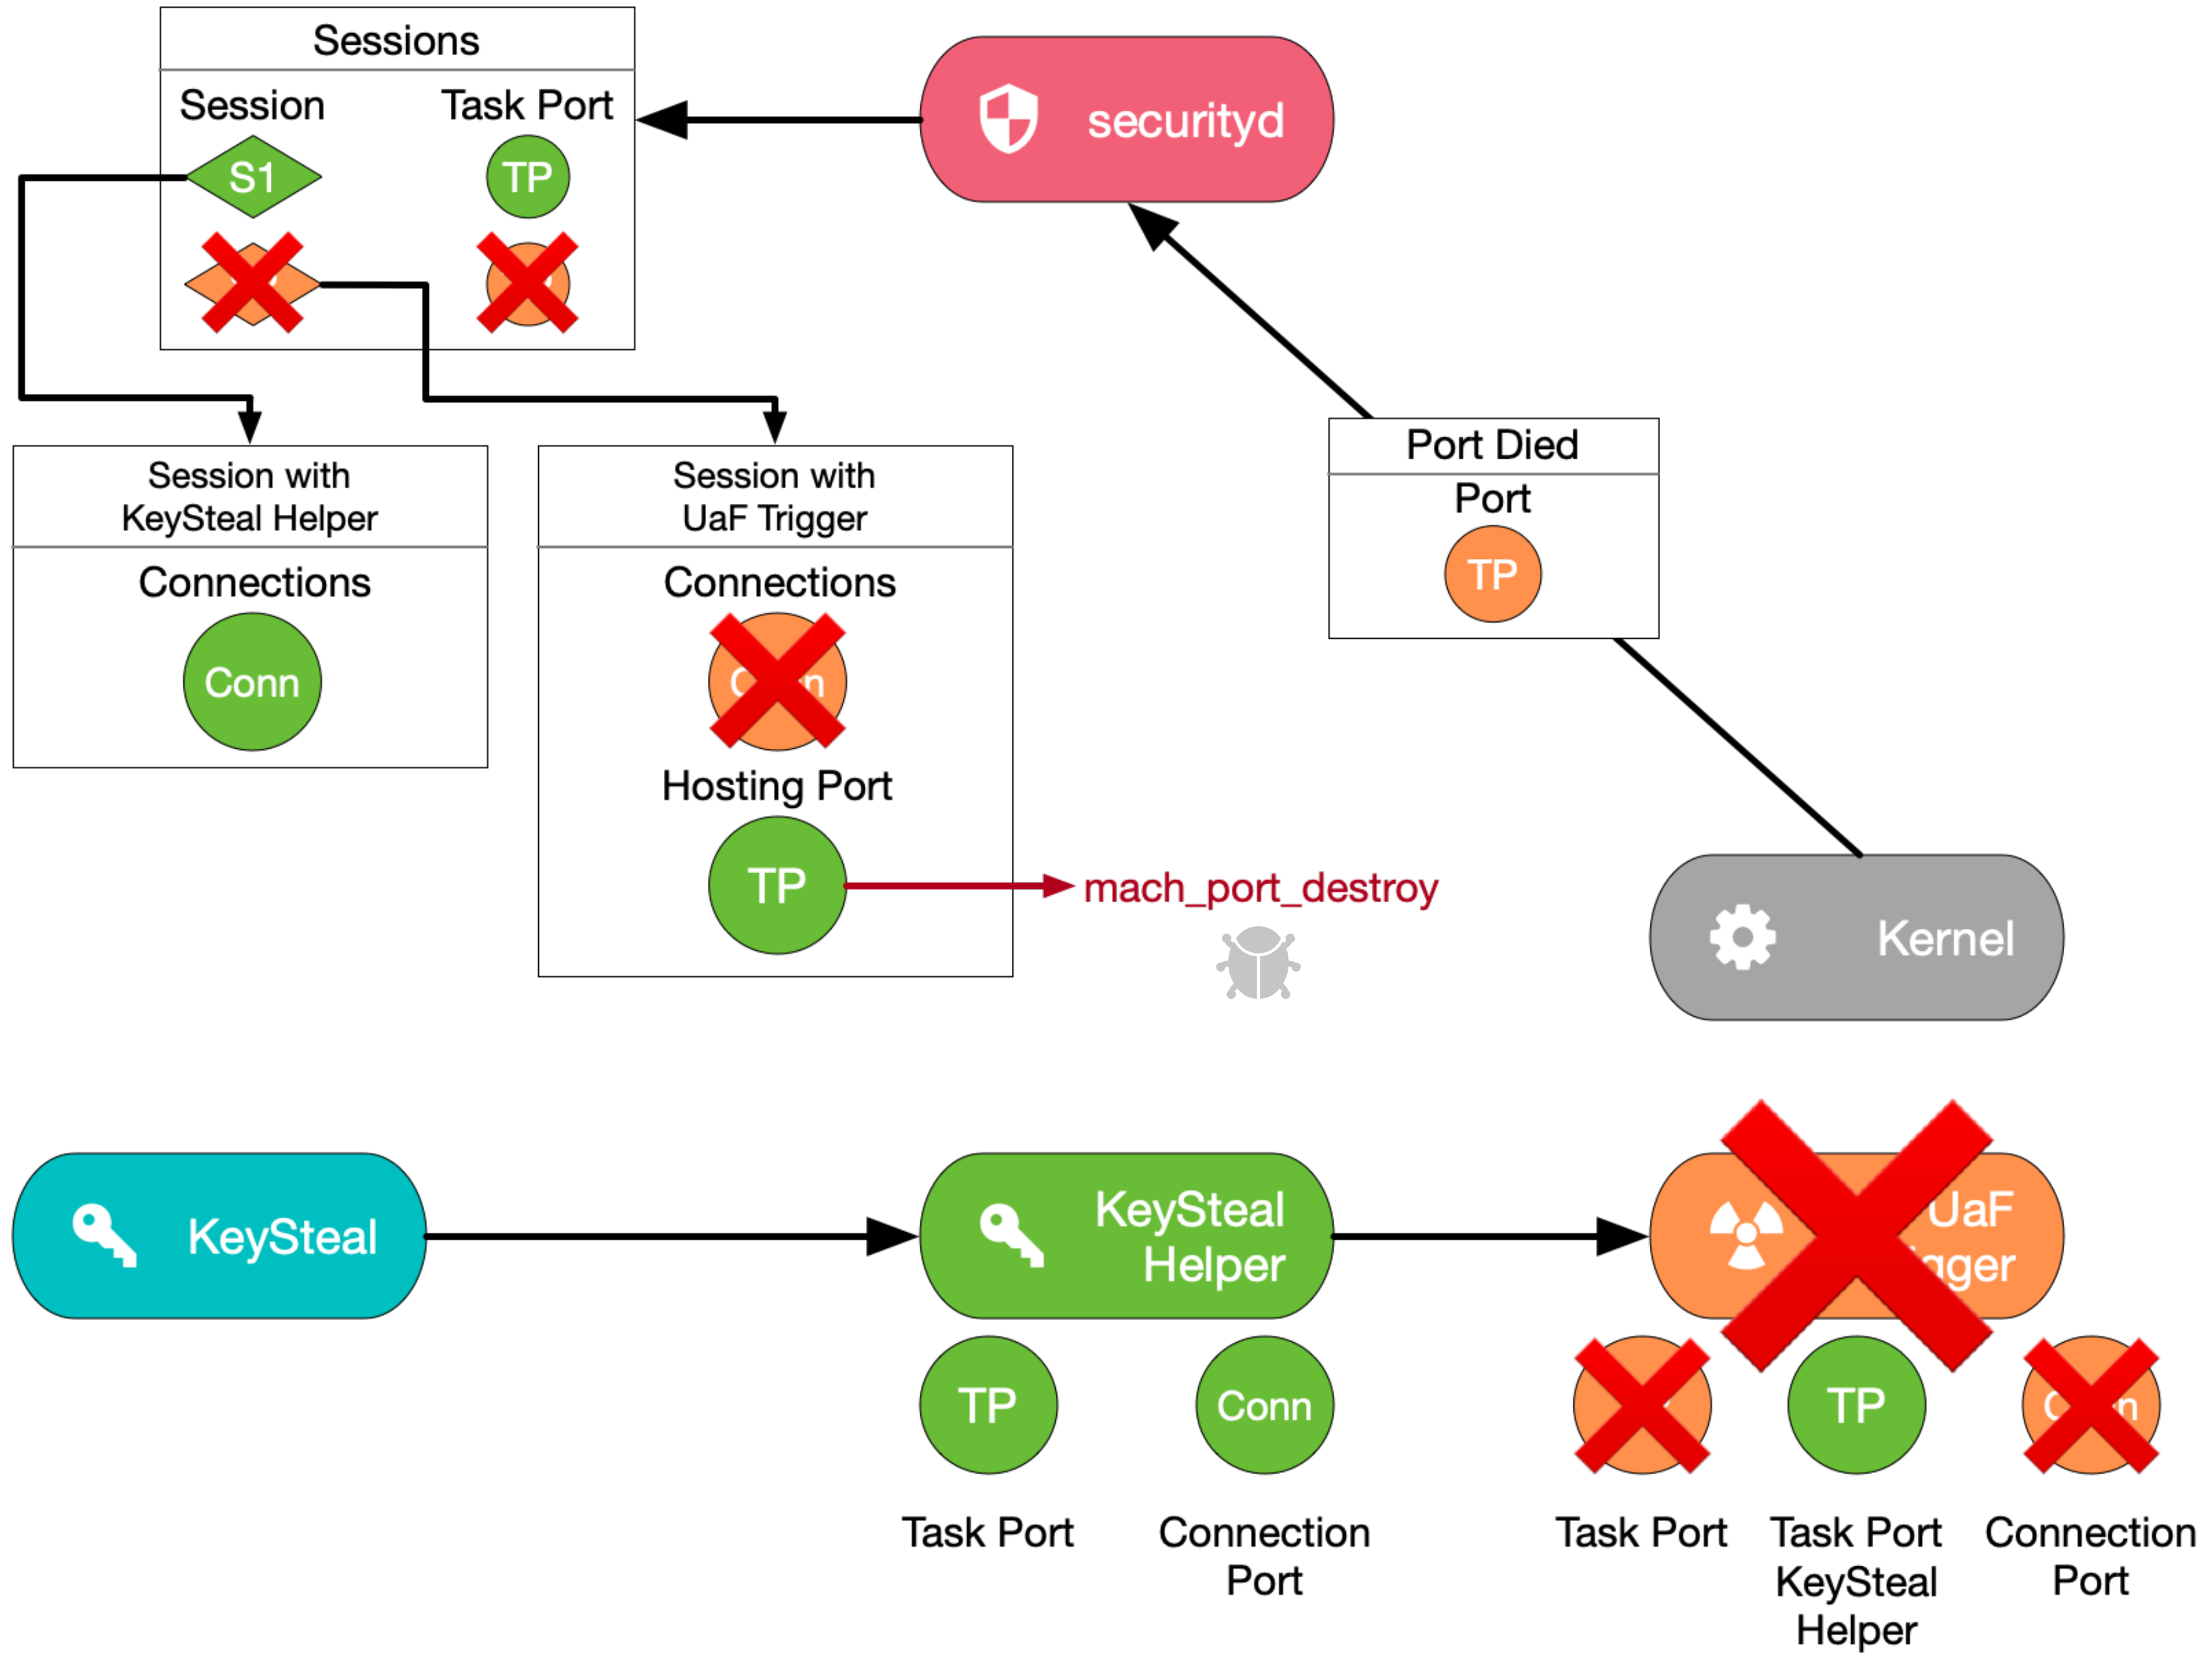 Sessions
Session
Task Port
S1
TP
securityd
Session with
KeySteal Helper
Connections
Conn
Session with
UaF Trigger
Connections
Hosting Port
TP
mach_port_destroy
Port Died
Port
TP
Kernel
KeySteal
KeySteal
Helper
UaF
TP
Conn
TP
Task Port
Connection
Port
Task Port
Task Port
KeySteal
Helper
Connection
Port